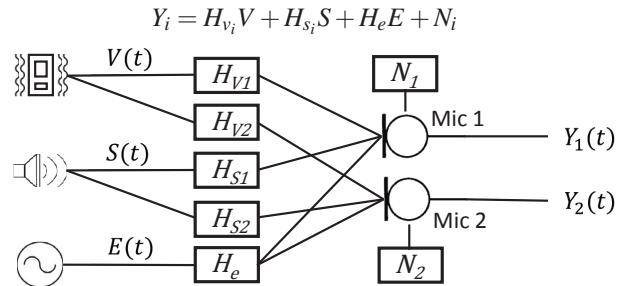 Y_i = H_{v_i}V + H_{s_i}S + H_eE + N_i
V(t)
H_{V1}
N_1
H_{V2}
Mic 1
Y_1(t)
S(t)
H_{S1}
H_{S2}
Y_2(t)
Mic 2
E(t)
H_e
N_2